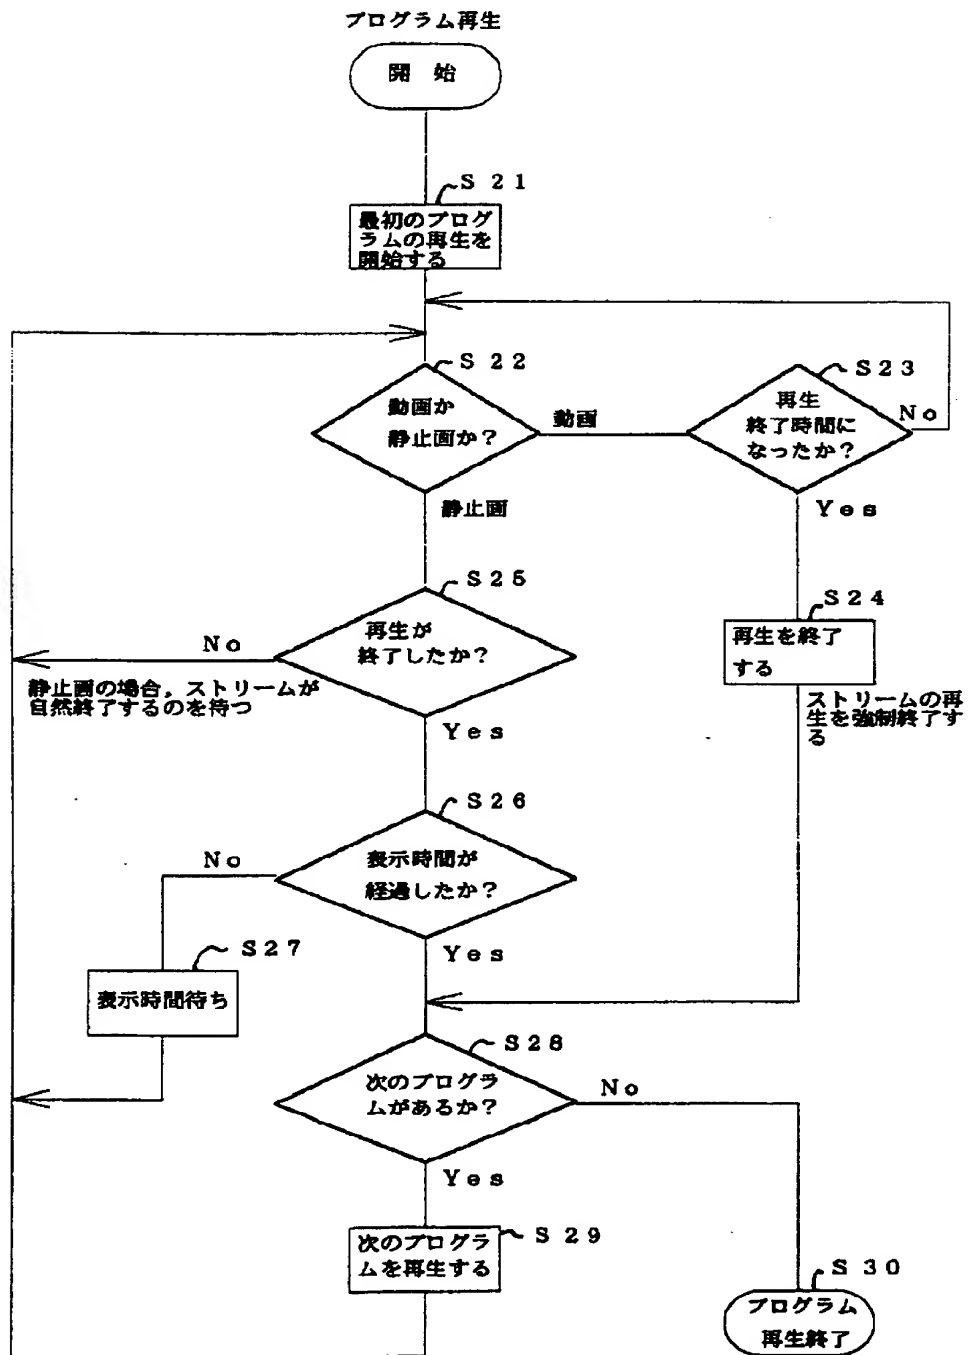 プログラム再生
開 始
S 21
最初のプログ
ラムの再生を
開始する
S 22
動画か
静止画か？
動画
静止画
S23
再生
終了時間に
なったか？
No
Yes
S24
再生を終了
する
ストリームの再
生を強制終了す
る
S25
再生が
終了したか？
No
静止画の場合，ストリームが
自然終了するのを待つ
Yes
S26
表示時間が
経過したか？
No
Yes
S27
表示時間待ち
S28
次のプログラ
ムがあるか？
No
Yes
S 29
次のプログラ
ムを再生する
S 30
プログラム
再生終了